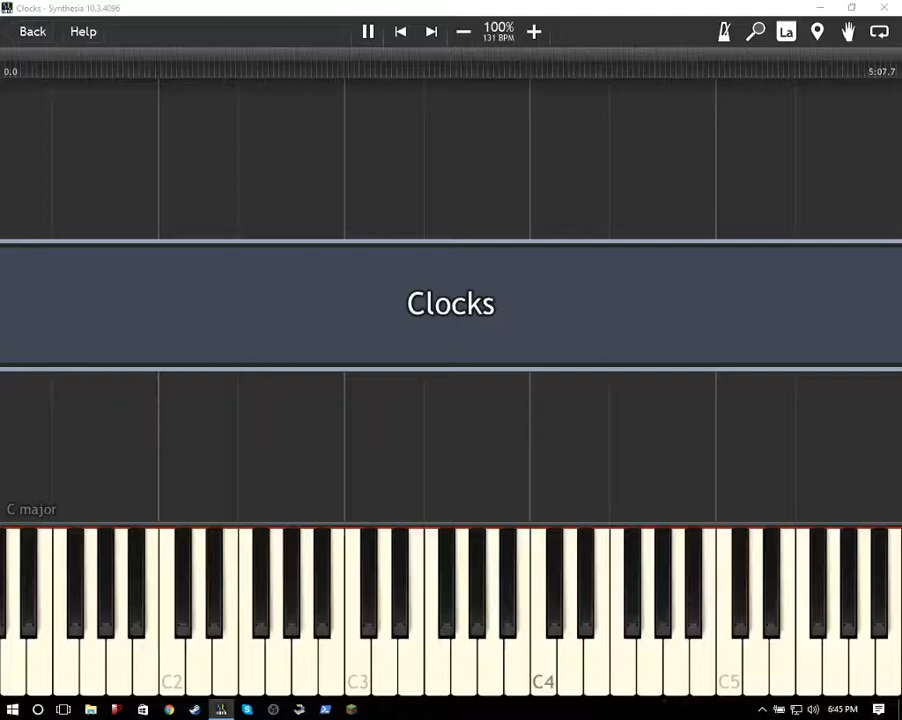 Clocks - Synthesia 10.3.4096
Back Help 100% La
131 BPM
0.0 5:07.7
Clocks
C major
C2 C3 C4 C5
6:45 PM